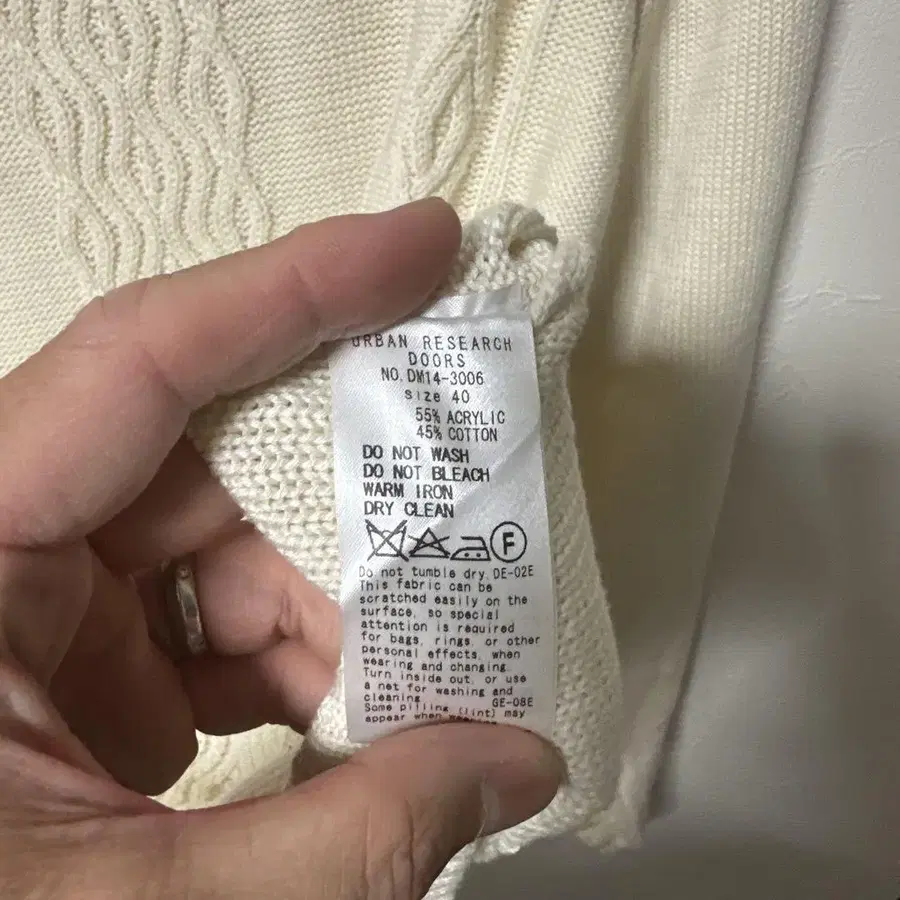 URBAN RESEARCH
DOORS
NO.DM14-3006
size 40
55% ACRYLIC
45% COTTON
DO NOT WASH
DO NOT BLEACH
WARM IRON
DRY CLEAN
F
Do not tumble dry. DE-02E
This fabric can be
scratched easily on the
surface, so special
attention is required
for bags, rings, or other
personal effects, when
wearing and changing.
Turn inside out, or use
a net for washing and
cleaning. GE-08E
Some pilling (lint) may
appear when